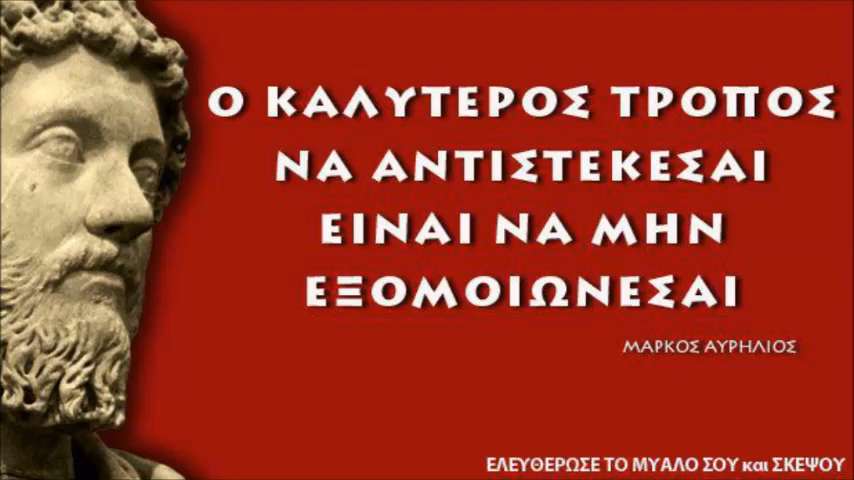 Ο ΚΑΛΥΤΕΡΟΣ ΤΡΟΠΟΣ
ΝΑ ΑΝΤΙΣΤΕΚΕΣΑΙ
ΕΙΝΑΙ ΝΑ ΜΗΝ
ΕΞΟΜΟΙΩΝΕΣΑΙ
ΜΑΡΚΟΣ ΑΥΡΗΛΙΟΣ
ΕΛΕΥΘΕΡΩΣΕ ΤΟ ΜΥΑΛΟ ΣΟΥ και ΣΚΕΨΟΥ